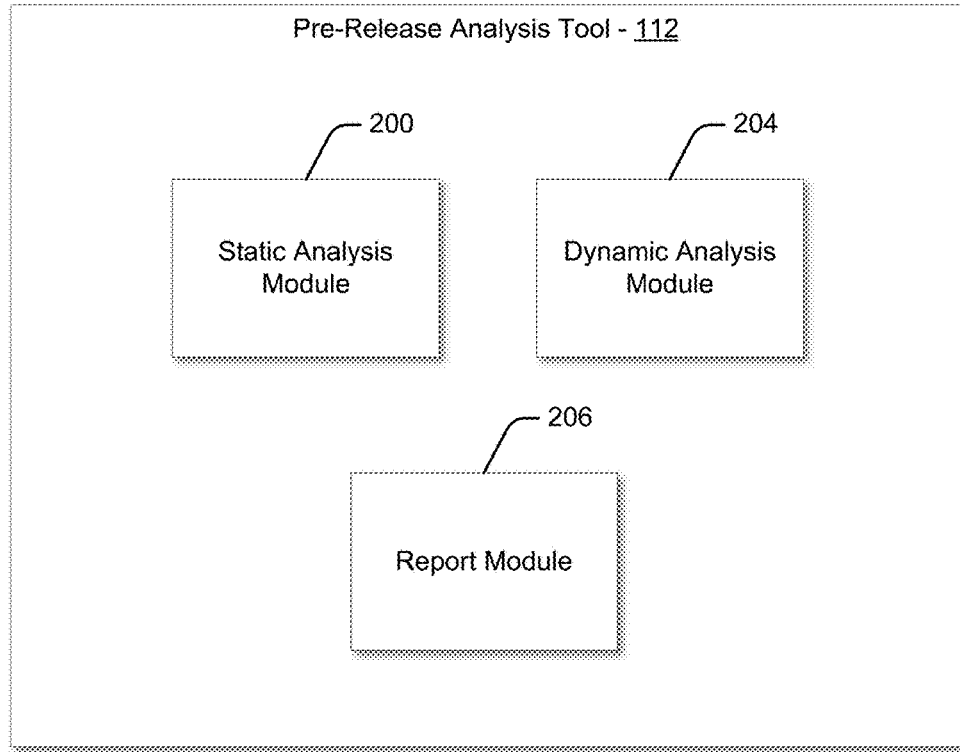 Pre-Release Analysis Tool - 112
200
204
Static Analysis
Module
Dynamic Analysis
Module
206
Report Module